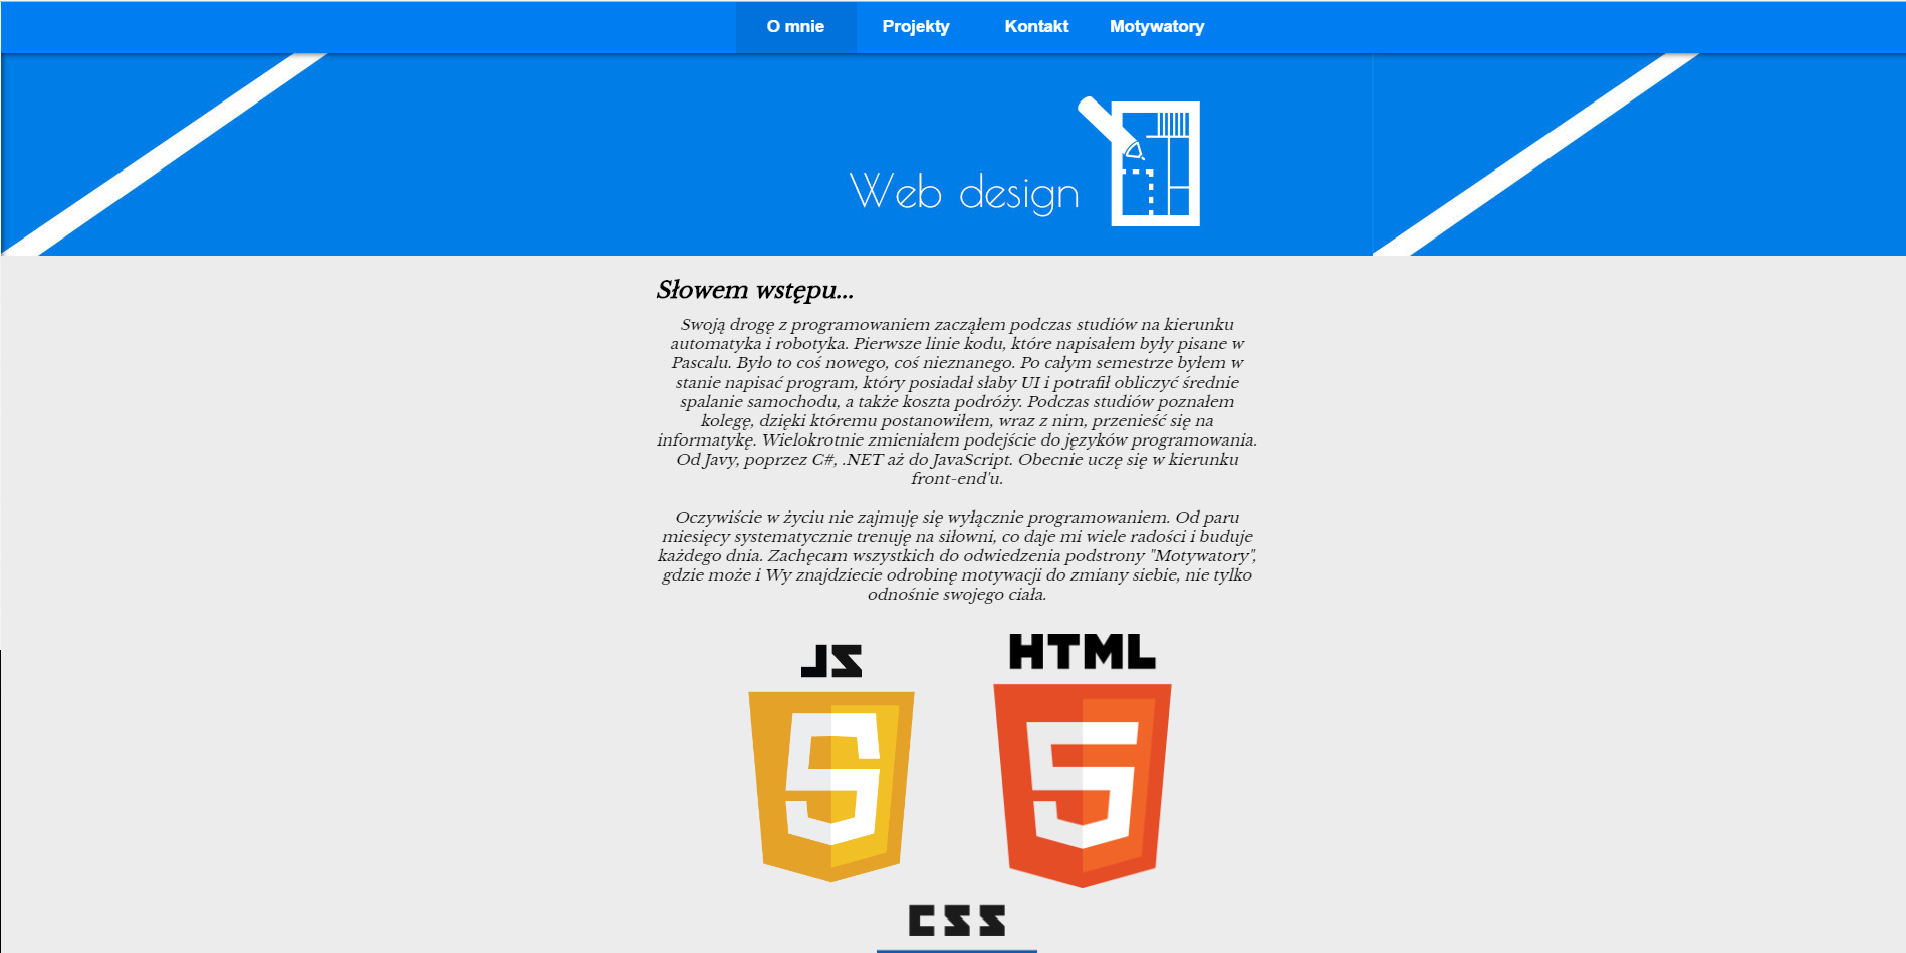 O mnie Projekty Kontakt Motywatory
Web design
Słowem wstępu...
Swoją drogę z programowaniem zacząłem podczas studiów na kierunku
automatyka i robotyka. Pierwsze linie kodu, które napisałem były pisane w
Pascalu. Było to coś nowego, coś nieznanego. Po całym semestrze byłem w
stanie napisać program, który posiadał słaby UI i potrafił obliczyć średnie
spalanie samochodu, a także koszta podróży. Podczas studiów poznałem
kolegę, dzięki któremu postanowiłem, wraz z nim, przenieść się na
informatykę. Wielokrotnie zmieniałem podejście do języków programowania.
Od Javy, poprzez C#, .NET aż do JavaScript. Obecnie uczę się w kierunku
front-end'u.
Oczywiście w życiu nie zajmuję się wyłącznie programowaniem. Od paru
miesięcy systematycznie trenuję na siłowni, co daje mi wiele radości i buduje
każdego dnia. Zachęcam wszystkich do odwiedzenia podstrony "Motywatory",
gdzie może i Wy znajdziecie odrobinę motywacji do zmiany siebie, nie tylko
odnośnie swojego ciała.
JS HTML
5 5
CSS